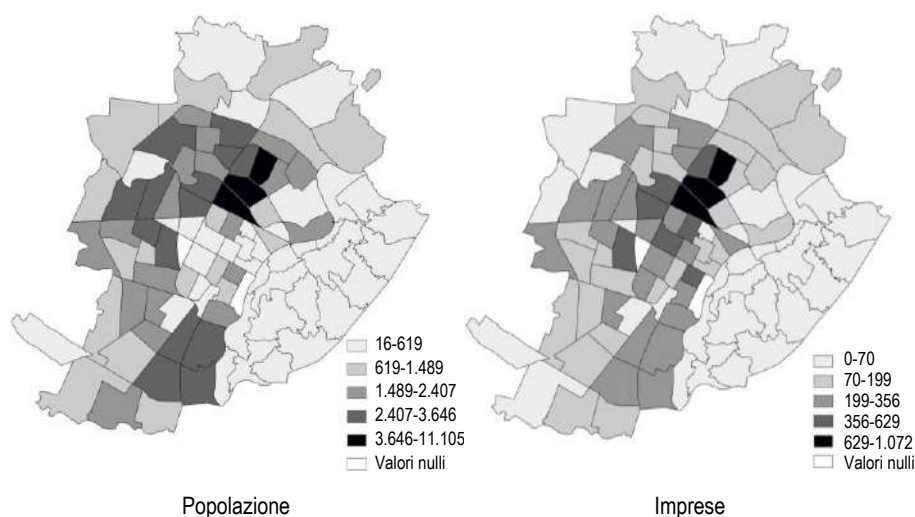 16-619
619-1.489
1.489-2.407
2.407-3.646
3.646-11.105
Valori nulli
Popolazione
0-70
70-199
199-356
356-629
629-1.072
Valori nulli
Imprese